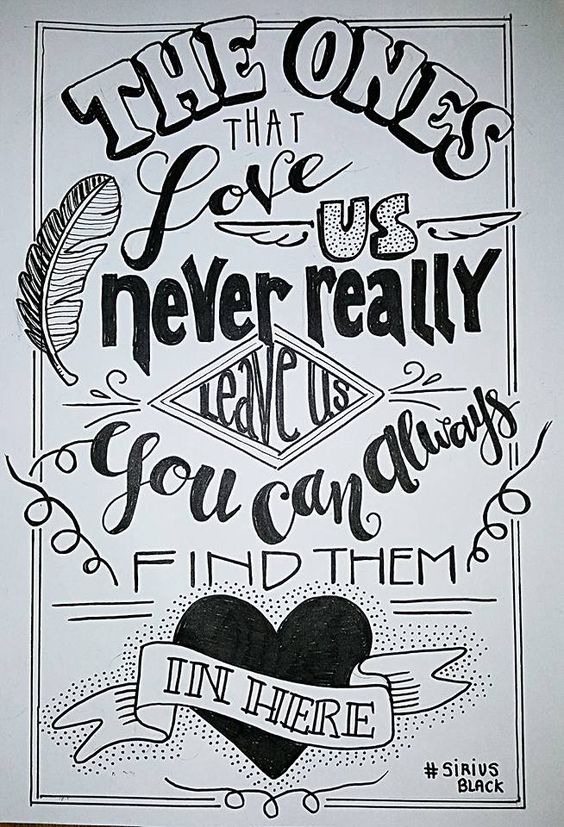 THE ONES
THAT
Love
US
never really
Leave us
You can always
FIND THEM
IN HERE
#SiRiUS
BLACK